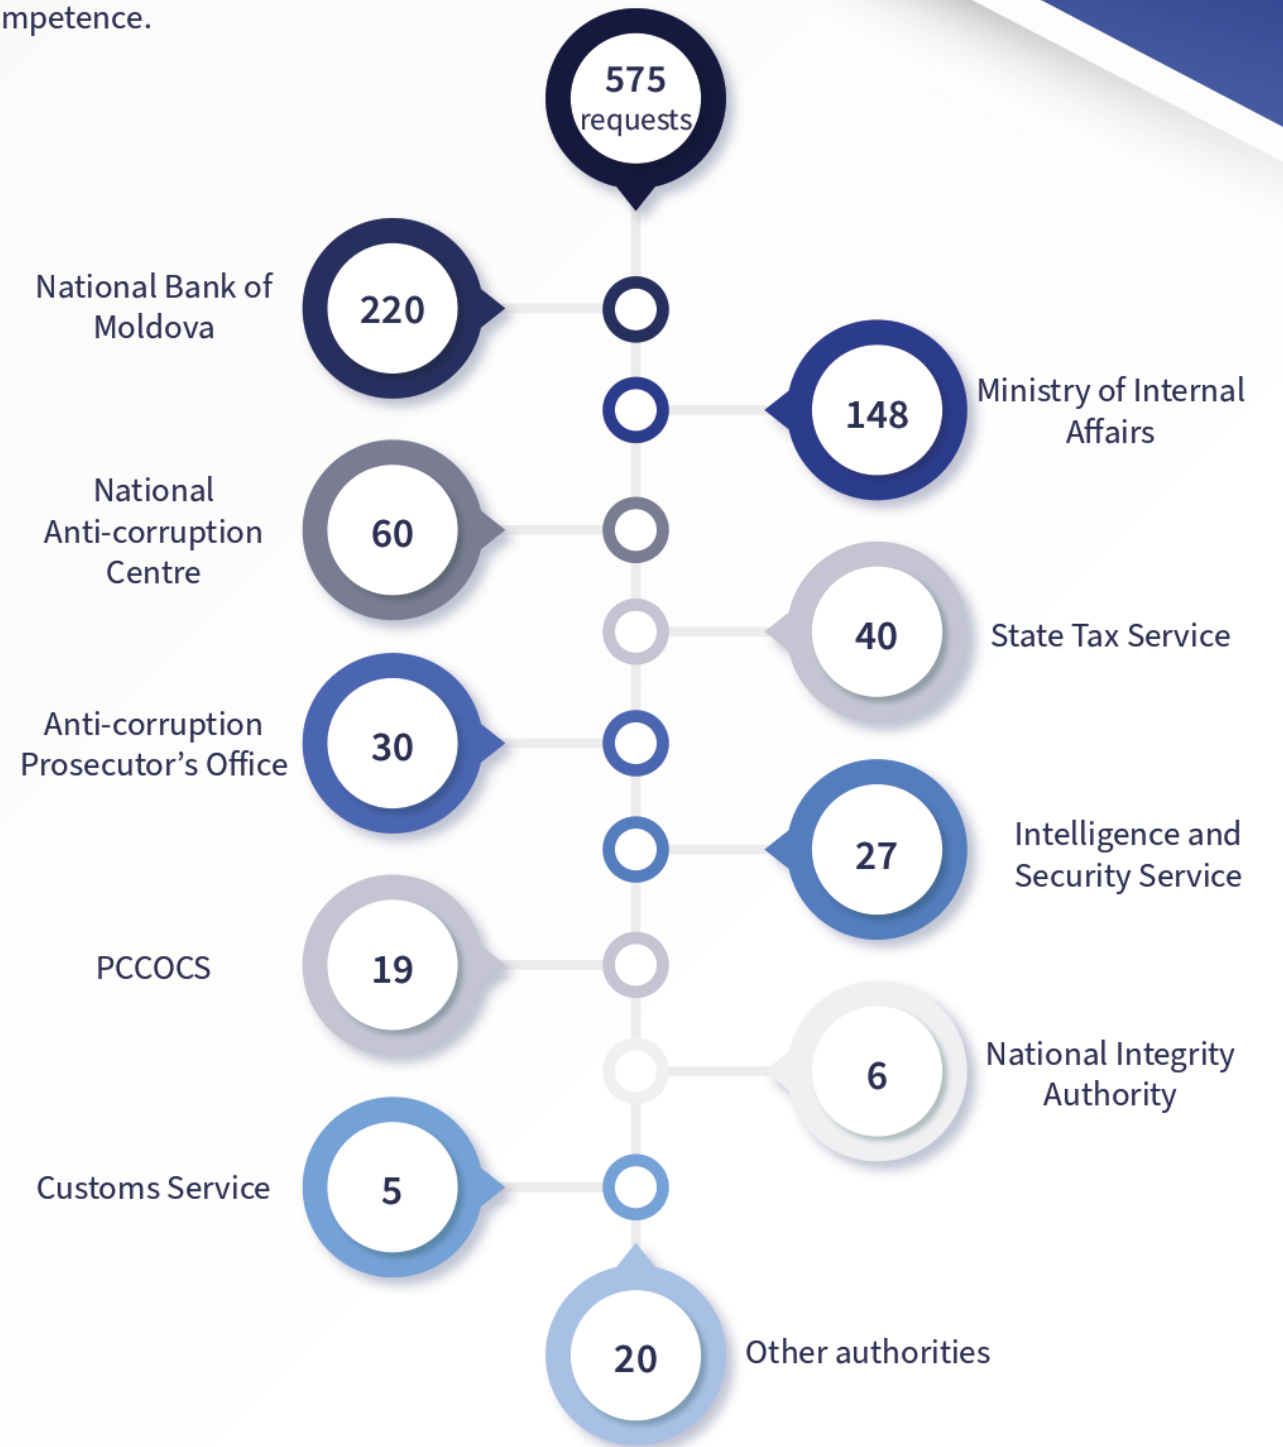 mpetence.
575
requests
National Bank of
Moldova
220
148
Ministry of Internal
Affairs
National
Anti-corruption
Centre
60
40
State Tax Service
Anti-corruption
Prosecutor’s Office
30
27
Intelligence and
Security Service
PCCOCS
19
6
National Integrity
Authority
Customs Service
5
20
Other authorities